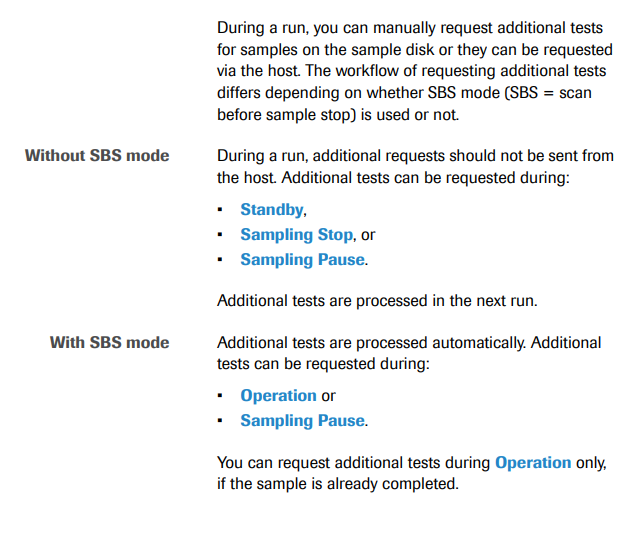 During a run, you can manually request additional tests
for samples on the sample disk or they can be requested
via the host. The workflow of requesting additional tests
differs depending on whether SBS mode (SBS = scan
before sample stop) is used or not.
Without SBS mode
During a run, additional requests should not be sent from
the host. Additional tests can be requested during:
▪ Standby,
▪ Sampling Stop, or
▪ Sampling Pause.
Additional tests are processed in the next run.
With SBS mode
Additional tests are processed automatically. Additional
tests can be requested during:
▪ Operation or
▪ Sampling Pause.
You can request additional tests during Operation only,
if the sample is already completed.